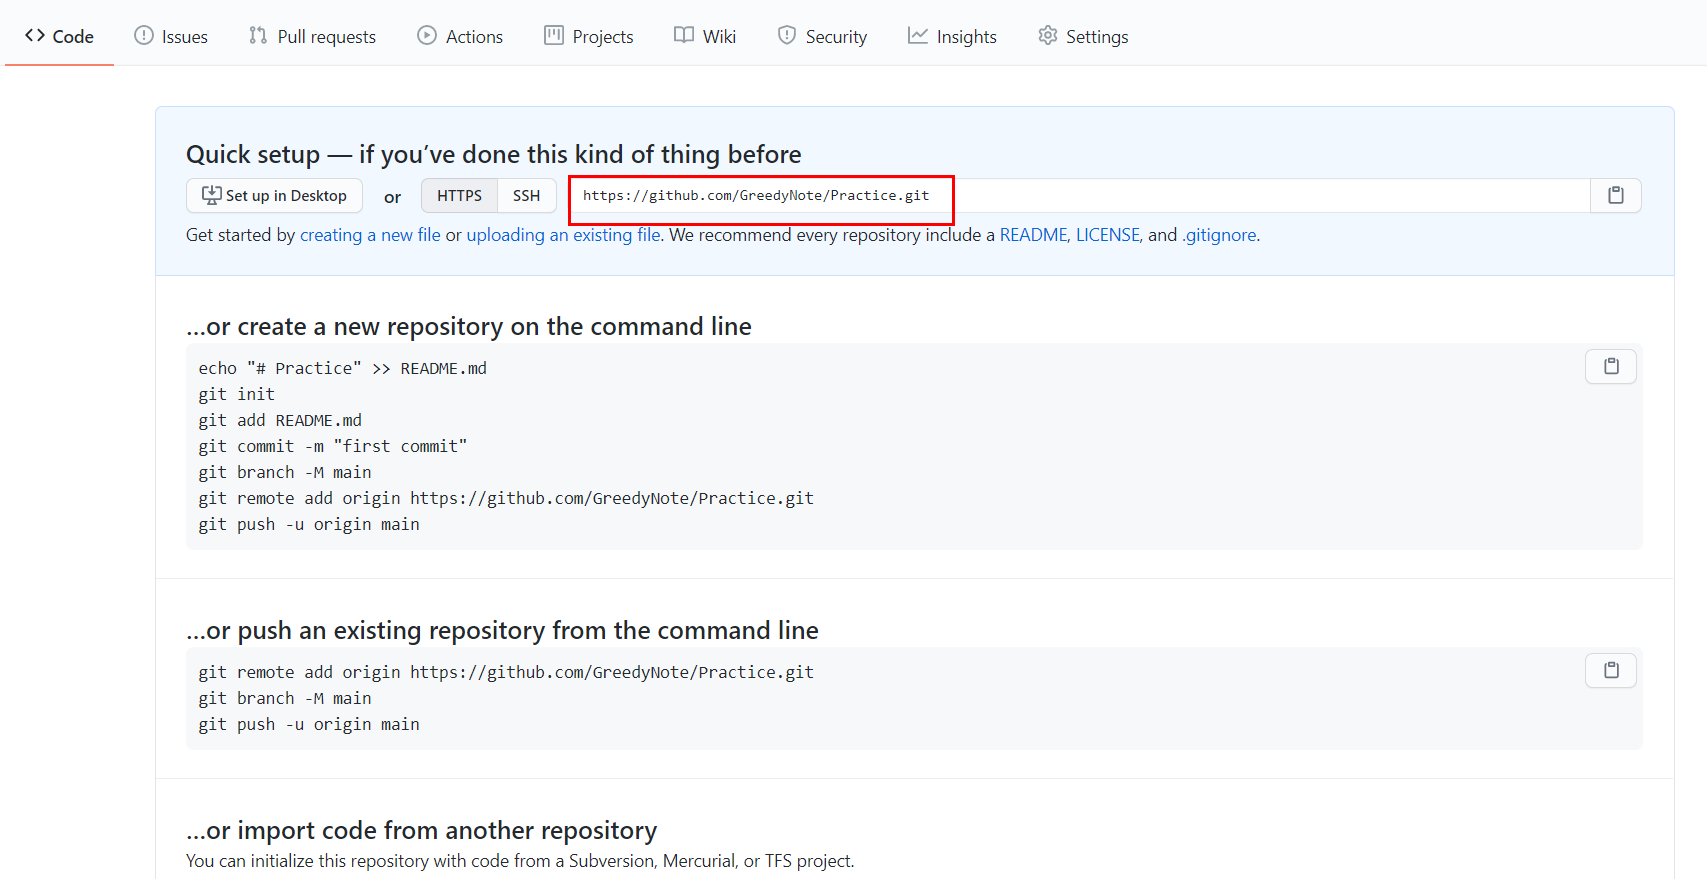 Code Issues Pull requests Actions Projects Wiki Security Insights Settings
Quick setup — if you’ve done this kind of thing before
Set up in Desktop or HTTPS SSH https://github.com/GreedyNote/Practice.git
Get started by creating a new file or uploading an existing file. We recommend every repository include a README, LICENSE, and .gitignore.
…or create a new repository on the command line
echo "# Practice" >> README.md
git init
git add README.md
git commit -m "first commit"
git branch -M main
git remote add origin https://github.com/GreedyNote/Practice.git
git push -u origin main
…or push an existing repository from the command line
git remote add origin https://github.com/GreedyNote/Practice.git
git branch -M main
git push -u origin main
…or import code from another repository
You can initialize this repository with code from a Subversion, Mercurial, or TFS project.